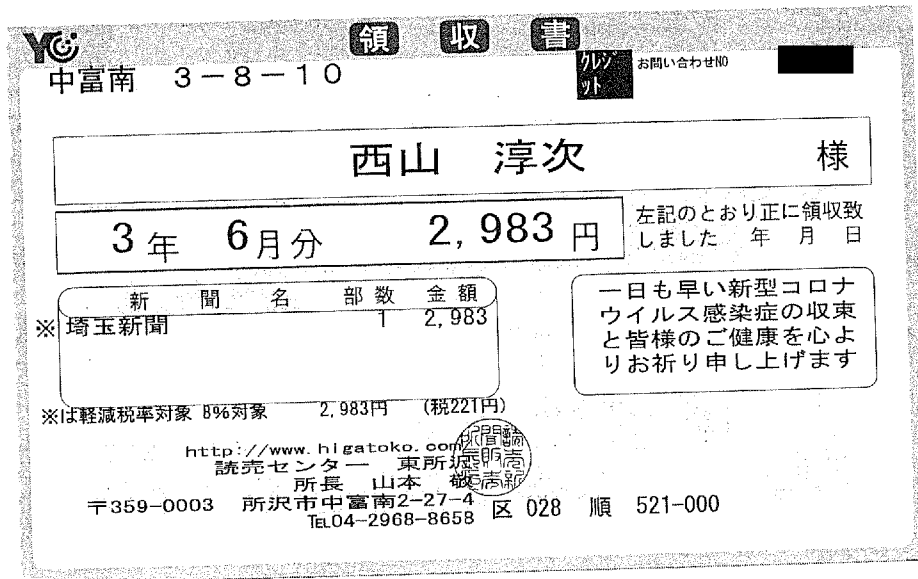 YC 領収書
中富南 3-8-10
クレジット お問い合わせNO
西山 淳次 様
3年 6月分 2,983円
左記のとおり正に領収致
しました 年 月 日
新聞名 部数 金額
※ 埼玉新聞 1 2,983
一日も早い新型コロナ
ウイルス感染症の収束
と皆様のご健康を心よ
りお祈り申し上げます
※は軽減税率対象 8%対象 2,983円 (税221円)
http://www.higatoko.com
読売センター 東所沢
所長 山本 敬
〒359-0003 所沢市中富南2-27-4
TEL04-2968-8658
区 028 順 521-000